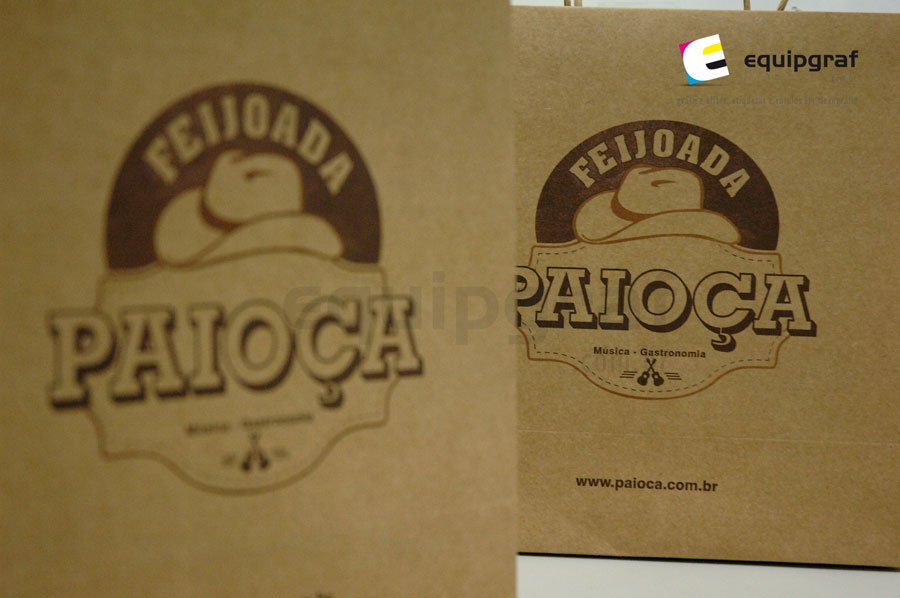 FEIJOADA
PAIOÇA
Música - Gastronomia
equipgraf
FEIJOADA
PAIOÇA
Música - Gastronomia
www.paioca.com.br